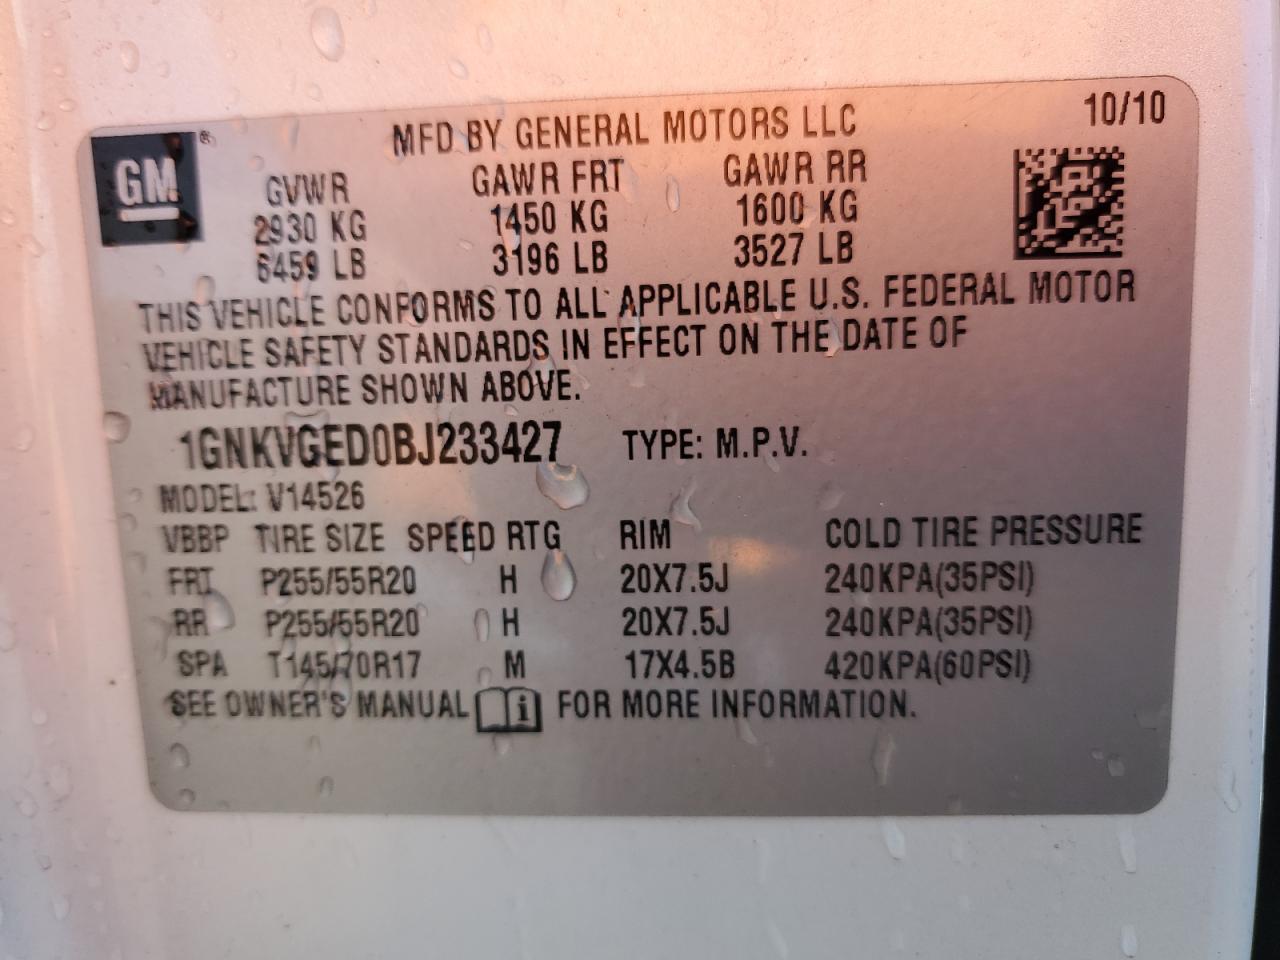 MFD BY GENERAL MOTORS LLC 10/10
GM®
GVWR GAWR FRT GAWR RR
2930 KG 1450 KG 1600 KG
6459 LB 3196 LB 3527 LB
THIS VEHICLE CONFORMS TO ALL APPLICABLE U.S. FEDERAL MOTOR
VEHICLE SAFETY STANDARDS IN EFFECT ON THE DATE OF
MANUFACTURE SHOWN ABOVE.
1GNKVGED0BJ233427 TYPE: M.P.V.
MODEL: V14526
VBBP TIRE SIZE SPEED RTG RIM COLD TIRE PRESSURE
FRT P255/55R20 H 20X7.5J 240KPA(35PSI)
RR P255/55R20 H 20X7.5J 240KPA(35PSI)
SPA T145/70R17 M 17X4.5B 420KPA(60PSI)
SEE OWNER'S MANUAL i FOR MORE INFORMATION.